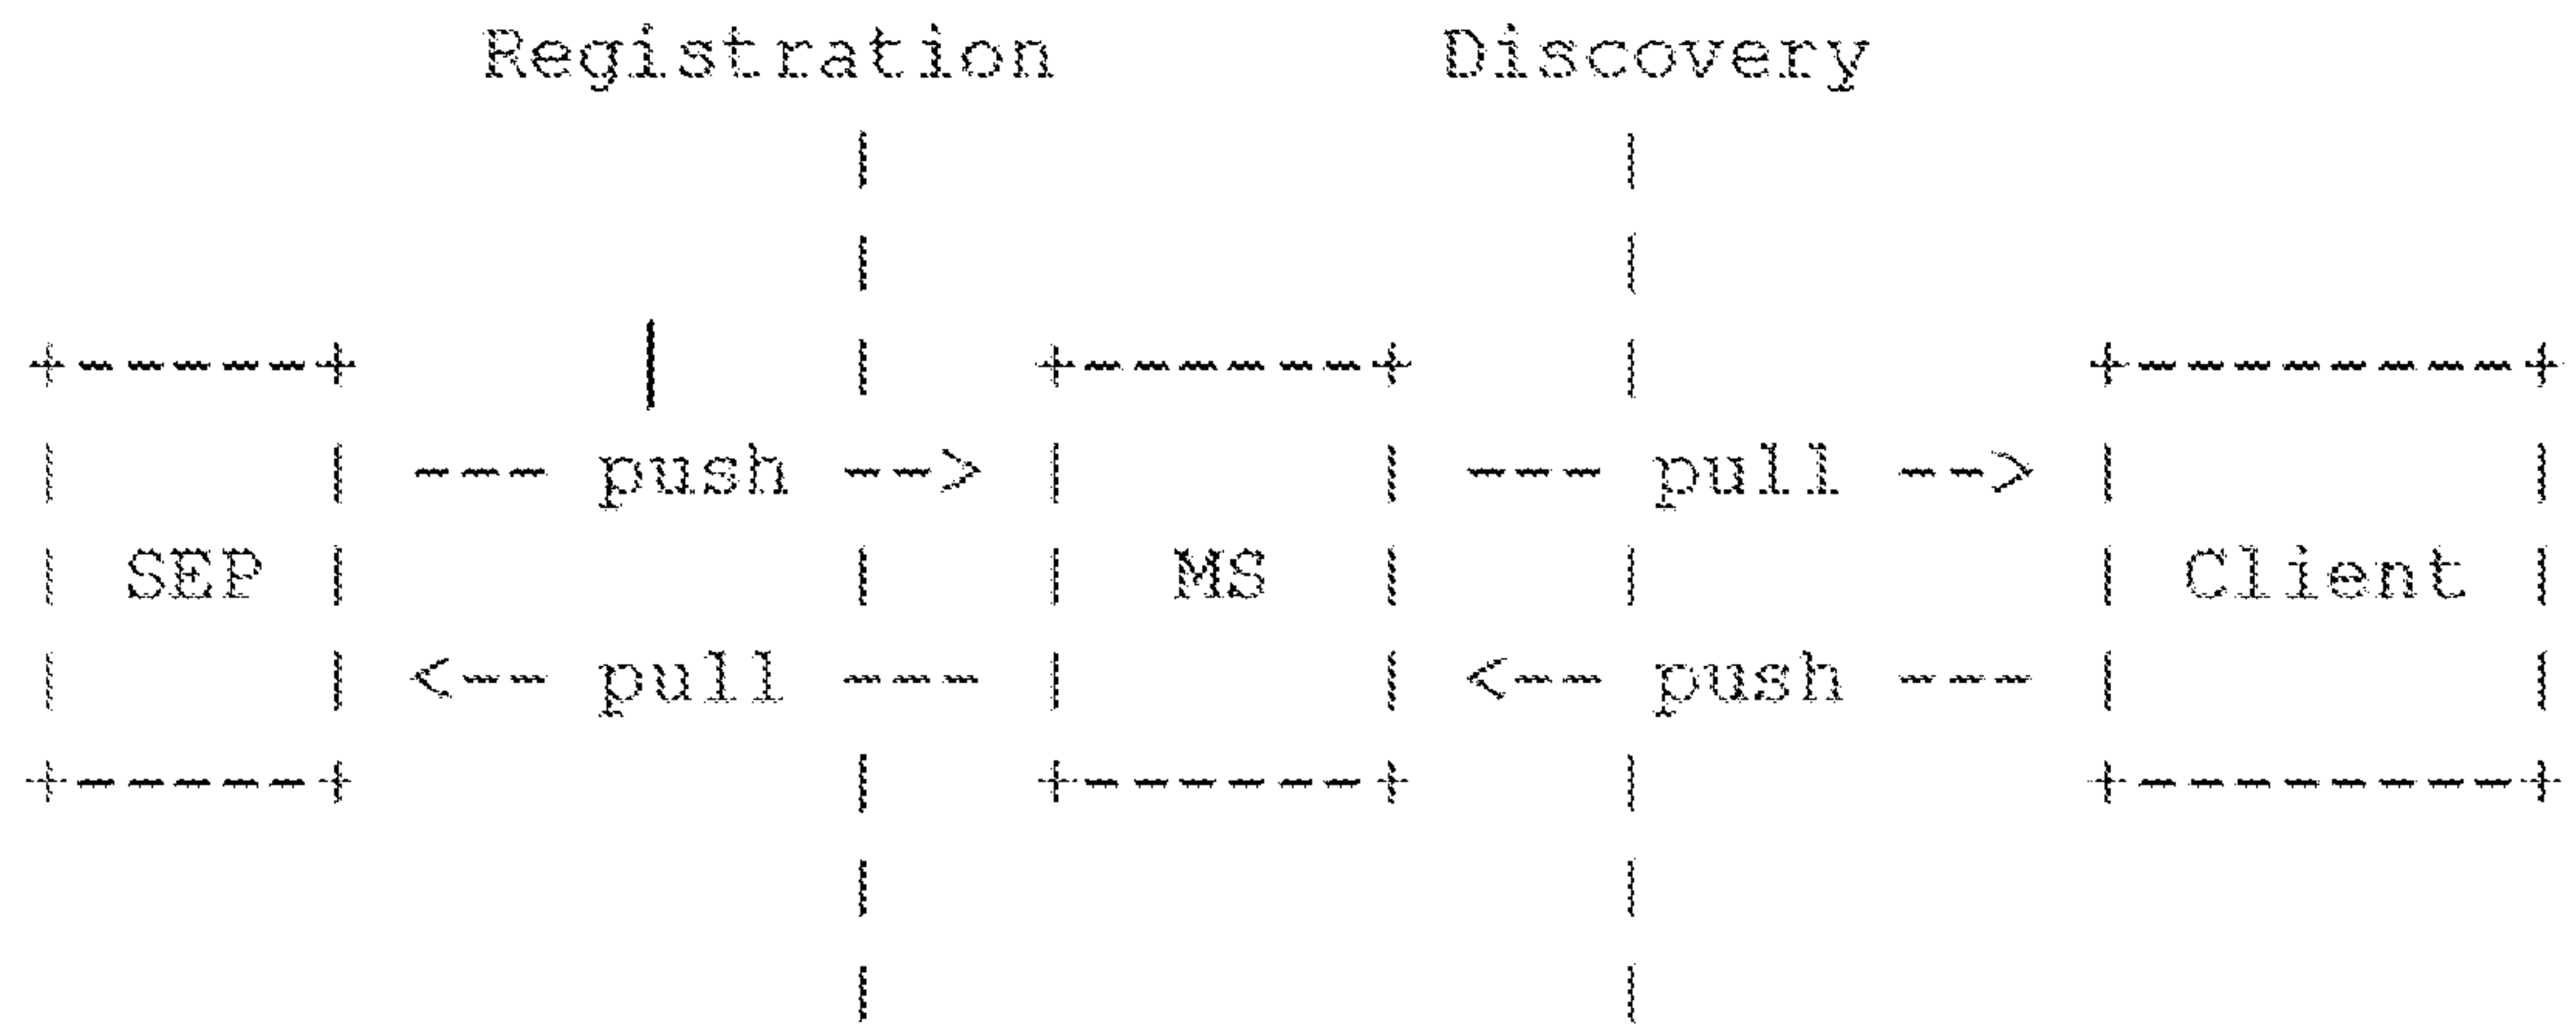 Registration Discovery
--- push --> --- pull -->
SEP MS Client
<-- pull --- <-- push ---